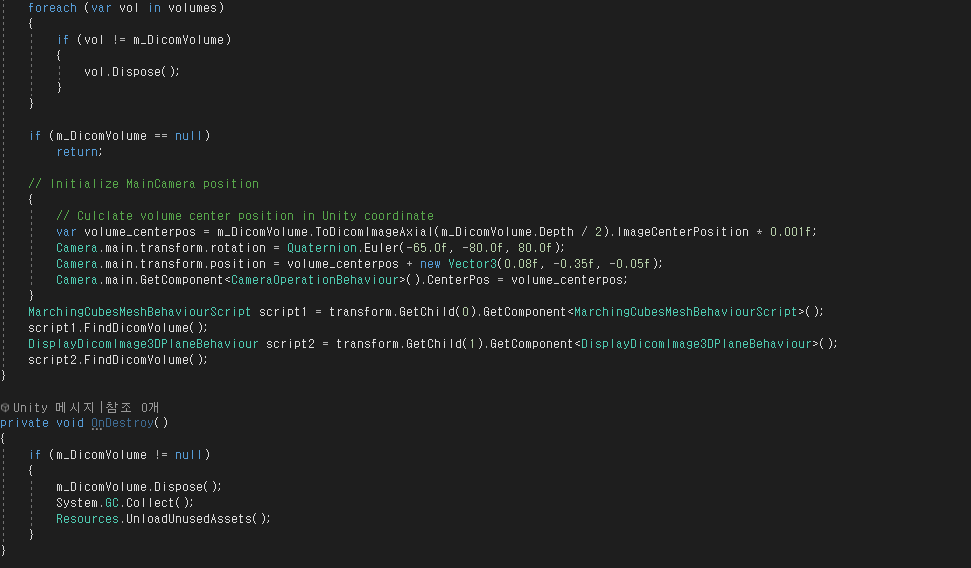 foreach (var vol in volumes)
{
if (vol != m_DicomVolume)
{
vol.Dispose();
}
}
if (m_DicomVolume == null)
return;
// Initialize MainCamera position
{
// Culclate volume center position in Unity coordinate
var volume_centerpos = m_DicomVolume.ToDicomImageAxial(m_DicomVolume.Depth / 2).ImageCenterPosition * 0.001f;
Camera.main.transform.rotation = Quaternion.Euler(-65.0f, -80.0f, 80.0f);
Camera.main.transform.position = volume_centerpos + new Vector3(0.08f, -0.35f, -0.05f);
Camera.main.GetComponent<CameraOperationBehaviour>().CenterPos = volume_centerpos;
}
MarchingCubesMeshBehaviourScript script1 = transform.GetChild(0).GetComponent<MarchingCubesMeshBehaviourScript>();
script1.FindDicomVolume();
DisplayDicomImage3DPlaneBehaviour script2 = transform.GetChild(1).GetComponent<DisplayDicomImage3DPlaneBehaviour>();
script2.FindDicomVolume();
}
Unity 메시지|참조 0개
private void OnDestroy()
{
if (m_DicomVolume != null)
{
m_DicomVolume.Dispose();
System.GC.Collect();
Resources.UnloadUnusedAssets();
}
}